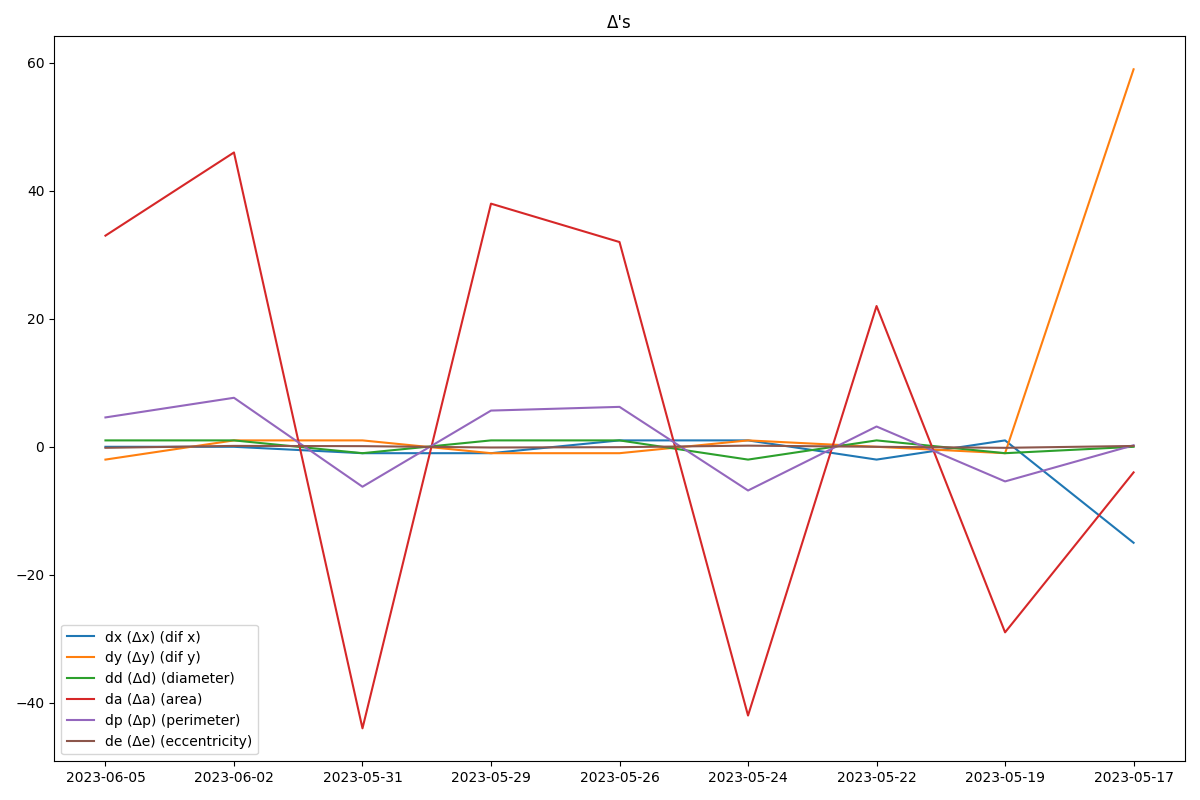 Δ's
60
40
20
0
−20
−40
dx (Δx) (dif x)
dy (Δy) (dif y)
dd (Δd) (diameter)
da (Δa) (area)
dp (Δp) (perimeter)
de (Δe) (eccentricity)
2023-06-05 2023-06-02 2023-05-31 2023-05-29 2023-05-26 2023-05-24 2023-05-22 2023-05-19 2023-05-17